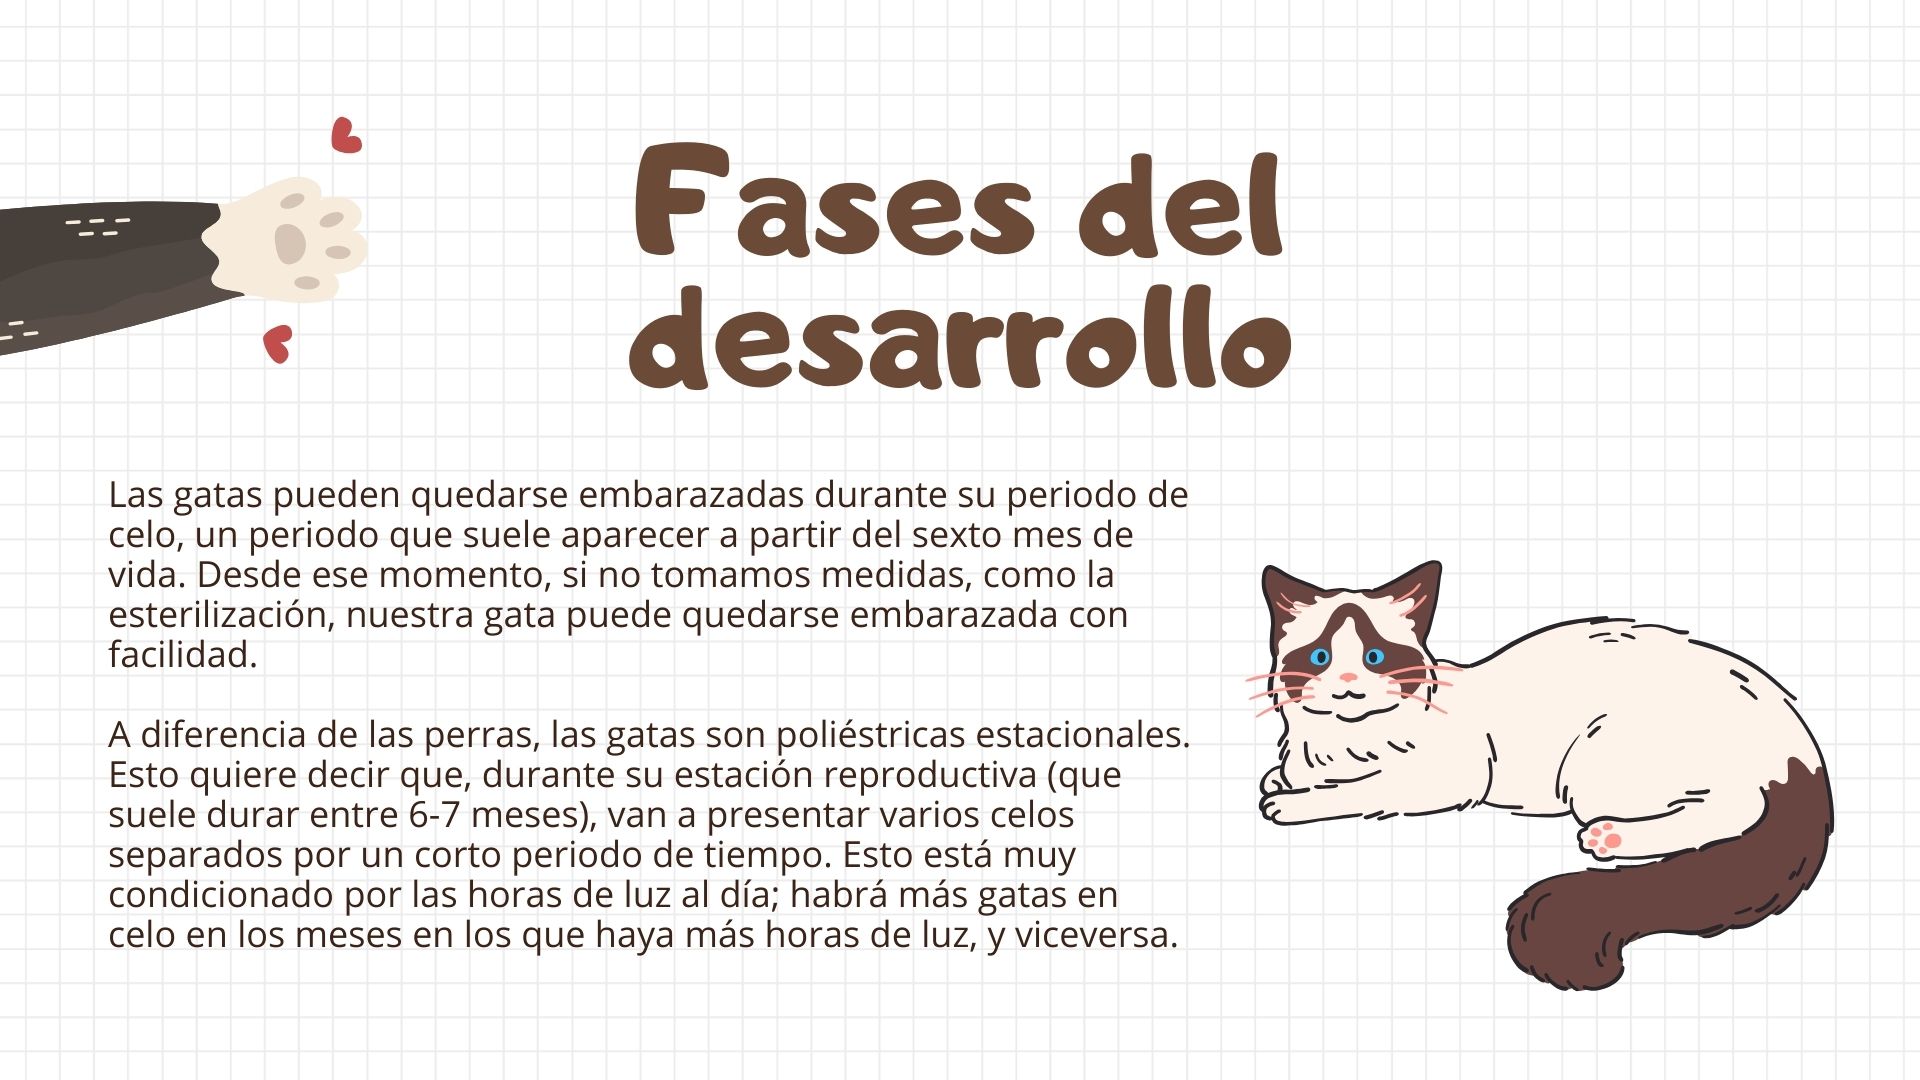 Fases del
desarrollo
Las gatas pueden quedarse embarazadas durante su periodo de
celo, un periodo que suele aparecer a partir del sexto mes de
vida. Desde ese momento, si no tomamos medidas, como la
esterilización, nuestra gata puede quedarse embarazada con
facilidad.
A diferencia de las perras, las gatas son poliéstricas estacionales.
Esto quiere decir que, durante su estación reproductiva (que
suele durar entre 6-7 meses), van a presentar varios celos
separados por un corto periodo de tiempo. Esto está muy
condicionado por las horas de luz al día; habrá más gatas en
celo en los meses en los que haya más horas de luz, y viceversa.